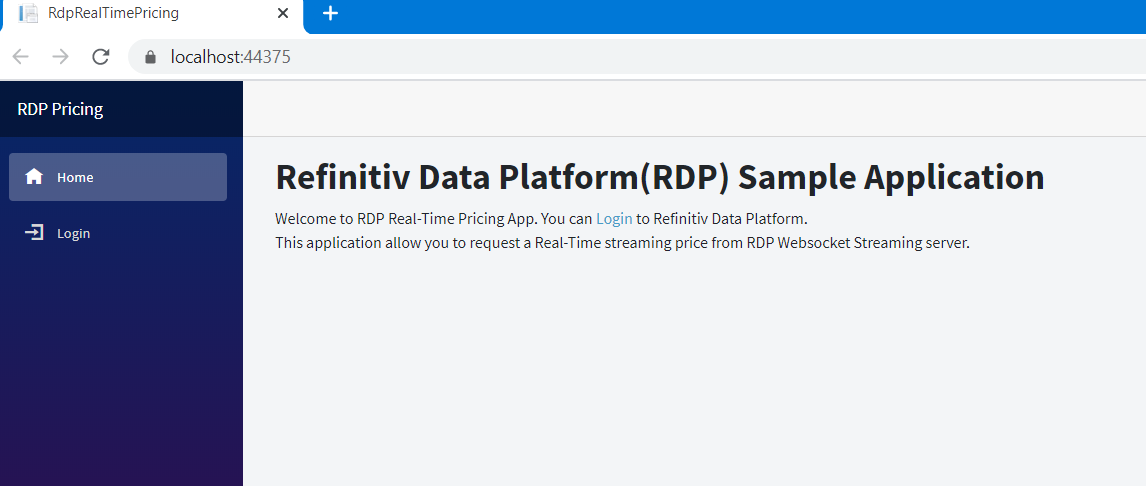 RdpRealTimePricing
localhost:44375
RDP Pricing
Home
Login
Refinitiv Data Platform(RDP) Sample Application
Welcome to RDP Real-Time Pricing App. You can Login to Refinitiv Data Platform.
This application allow you to request a Real-Time streaming price from RDP Websocket Streaming server.